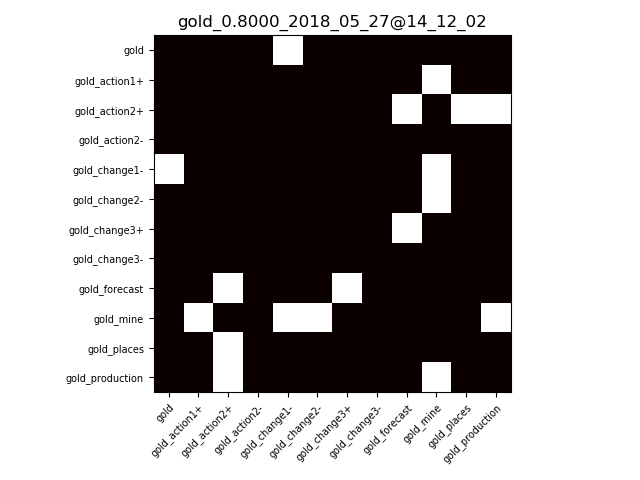 gold_0.8000_2018_05_27@14_12_02
gold
gold_action1+
gold_action2+
gold_action2-
gold_change1-
gold_change2-
gold_change3+
gold_change3-
gold_forecast
gold_mine
gold_places
gold_production
gold
gold_action1+
gold_action2+
gold_action2-
gold_change1-
gold_change2-
gold_change3+
gold_change3-
gold_forecast
gold_mine
gold_places
gold_production